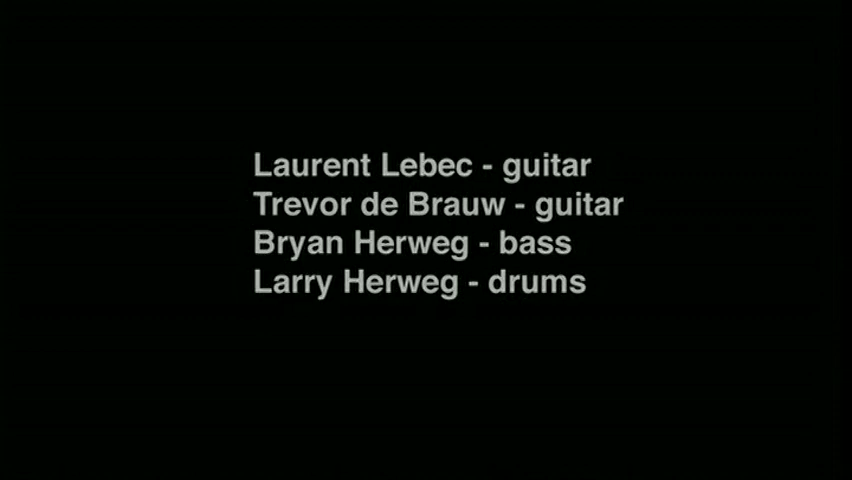 Laurent Lebec - guitar
Trevor de Brauw - guitar
Bryan Herweg - bass
Larry Herweg - drums